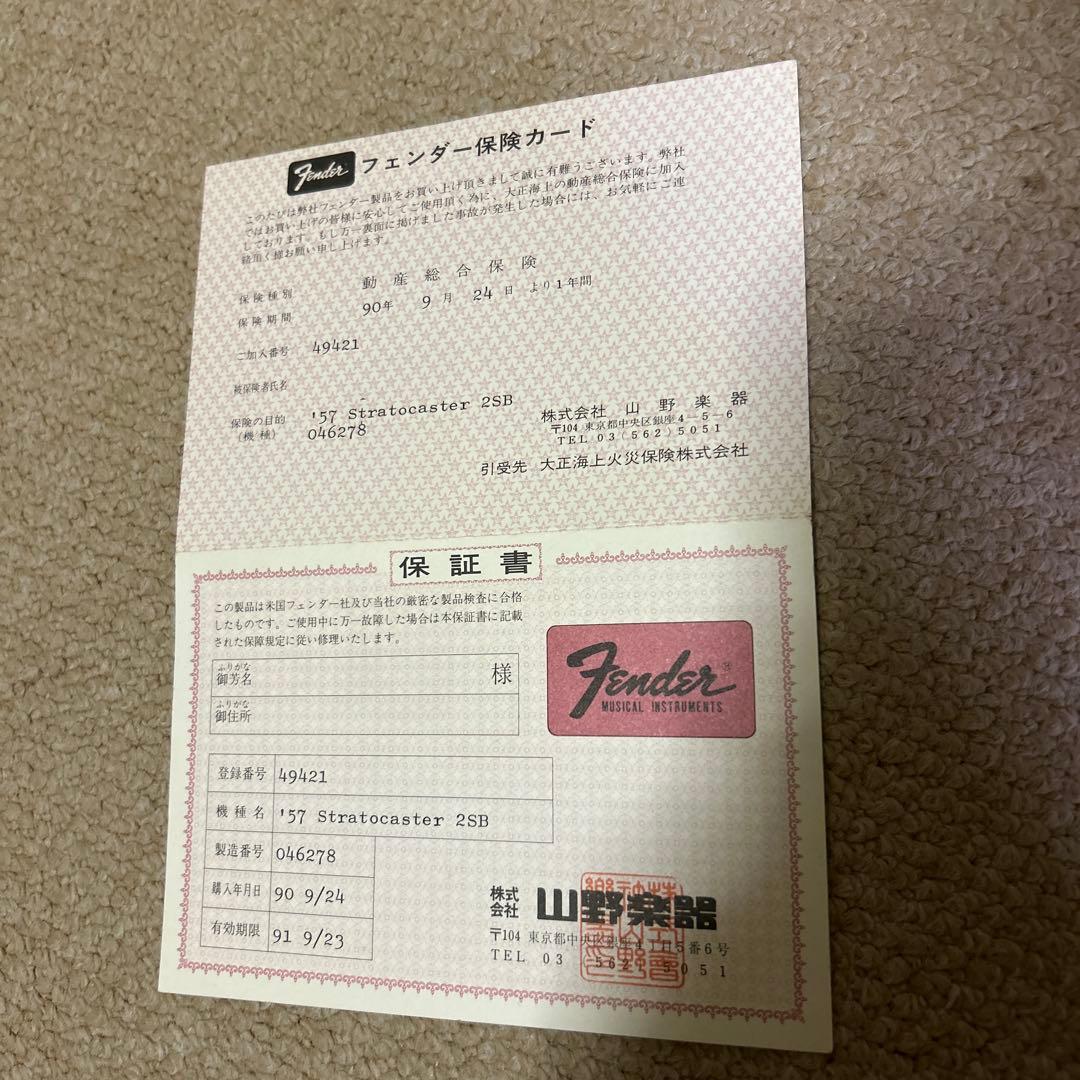 Fender フェンダー保険カード
このたびは弊社フェンダー製品をお買い上げ頂きまして誠に有難うございます。弊社
ではお買い上げの皆様に安心してご使用頂く為に、大正海上の動産総合保険に加入
しております。もし万一裏面に掲げました事故が発生した場合には、お気軽にご連
絡頂く様お願い申し上げます。
保険種別 動産総合保険
保険期間 90年 9月 24日 より1年間
ご加入番号 49421
被保険者氏名
保険の目的 '57 Stratocaster 2SB
(機種) 046278
株式会社 山野楽器
〒104 東京都中央区銀座4-5-6
TEL 03(562)5051
引受先 大正海上火災保険株式会社
保証書
この製品は米国フェンダー社及び当社の厳密な製品検査に合格
したものです。ご使用中に万一故障した場合は本保証書に記載
された保障規定に従い修理いたします。
ふりがな
御芳名 様
ふりがな
御住所
Fender®
MUSICAL INSTRUMENTS
登録番号 49421
機種名 '57 Stratocaster 2SB
製造番号 046278
購入年月日 90 9/24
有効期限 91 9/23
株式会社 山野楽器
〒104 東京都中央区銀座4丁目5番6号
TEL 03 562 5051